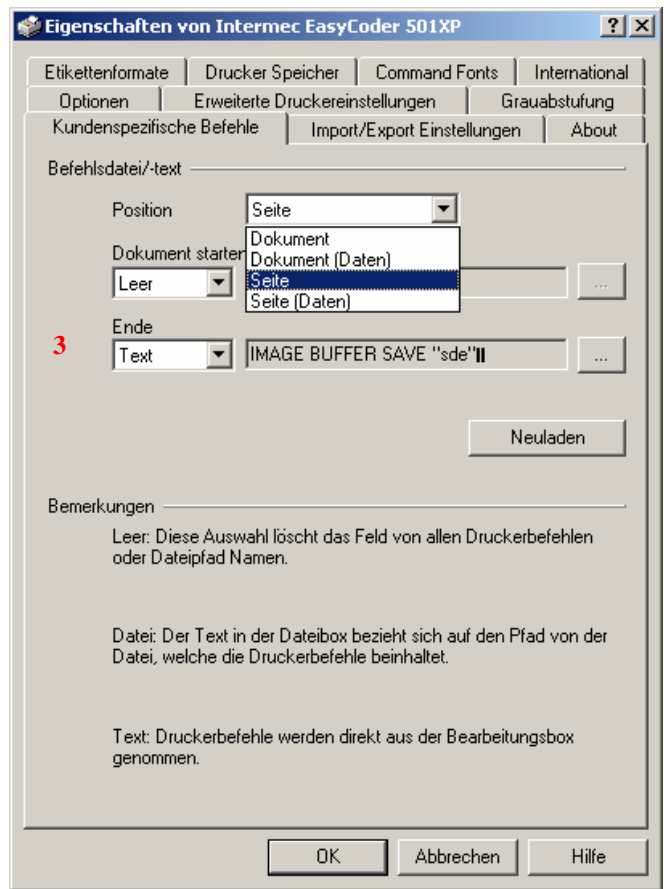 Eigenschaften von Intermec EasyCoder 501XP
Etikettenformate Drucker Speicher Command Fonts International
Optionen Erweiterte Druckereinstellungen Grauabstufung
Kundenspezifische Befehle Import/Export Einstellungen About
Befehlsdatei/-text
Position Seite
Dokument
Dokument starten Dokument (Daten)
Leer Seite ...
Seite (Daten)
Ende
3 Text IMAGE BUFFER SAVE "sde" ...
Neuladen
Bemerkungen
Leer: Diese Auswahl löscht das Feld von allen Druckerbefehlen
oder Dateipfad Namen.
Datei: Der Text in der Dateibox bezieht sich auf den Pfad von der
Datei, welche die Druckerbefehle beinhaltet.
Text: Druckerbefehle werden direkt aus der Bearbeitungsbox
genommen.
OK Abbrechen Hilfe